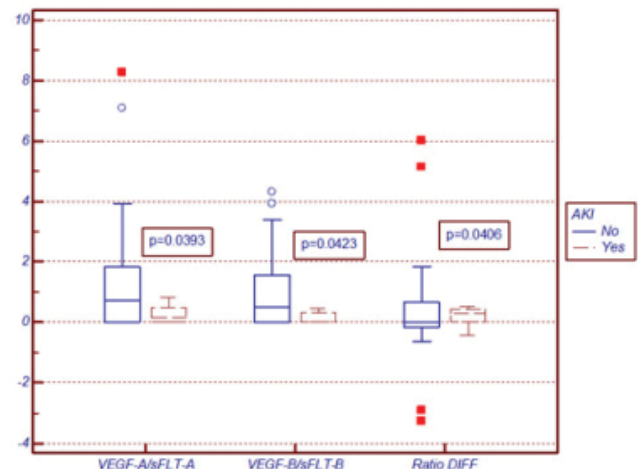 10
8
6
4
2
0
-2
-4
p=0.0393
p=0.0423
p=0.0406
AKI
No
Yes
VEGF-A/sFLT-A
VEGF-B/sFLT-B
Ratio DIFF